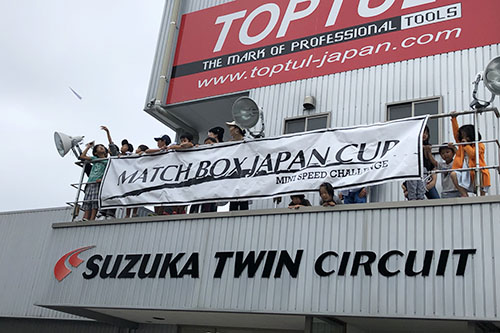 TOPTUL
THE MARK OF PROFESSIONAL TOOLS
www.toptul-japan.com
MATCH BOX JAPAN CUP
MINI SPEED CHALLENGE
SUZUKA TWIN CIRCUIT